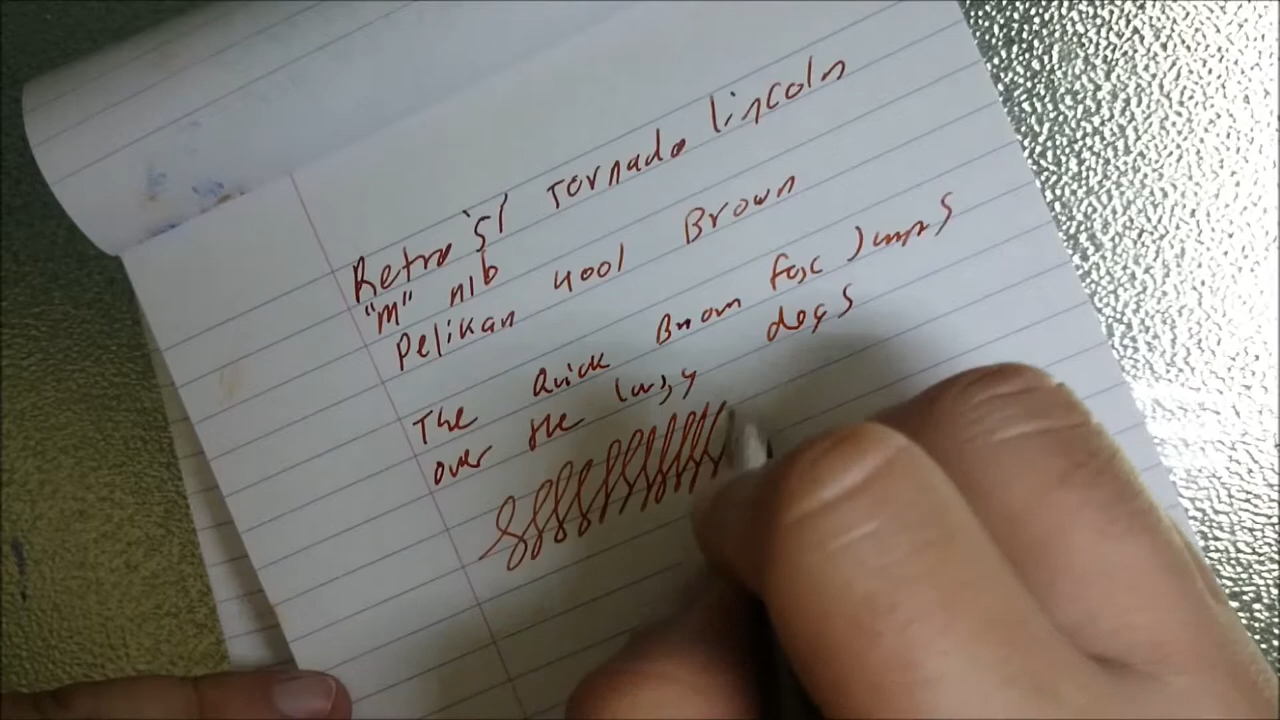 Retro '51 Tornado lincoln
"M" nib
Pelikan 4001 Brown
The Quick Brown fox Jumps
over the lazy dogs